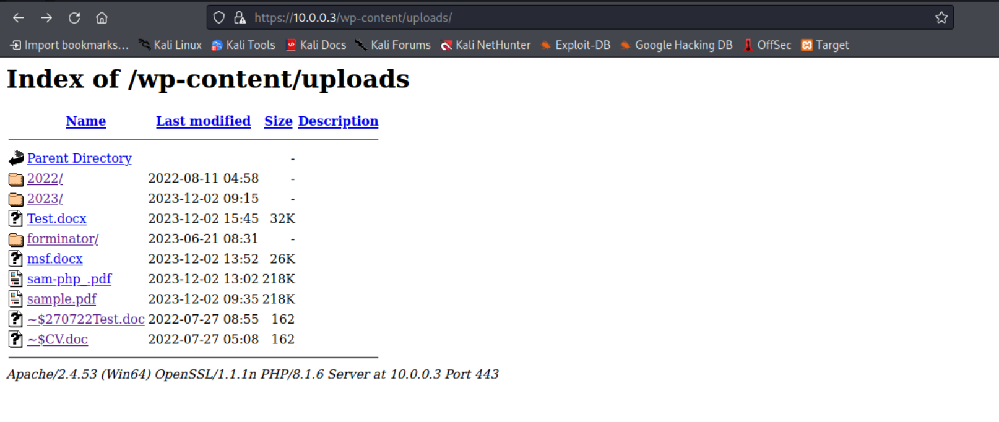 https://10.0.0.3/wp-content/uploads/
Import bookmarks... Kali Linux Kali Tools Kali Docs Kali Forums Kali NetHunter Exploit-DB Google Hacking DB OffSec Target
Index of /wp-content/uploads
Name Last modified Size Description
Parent Directory -
2022/ 2022-08-11 04:58 -
2023/ 2023-12-02 09:15 -
Test.docx 2023-12-02 15:45 32K
forminator/ 2023-06-21 08:31 -
msf.docx 2023-12-02 13:52 26K
sam-php_.pdf 2023-12-02 13:02 218K
sample.pdf 2023-12-02 09:35 218K
~$270722Test.doc 2022-07-27 08:55 162
~$CV.doc 2022-07-27 05:08 162
Apache/2.4.53 (Win64) OpenSSL/1.1.1n PHP/8.1.6 Server at 10.0.0.3 Port 443